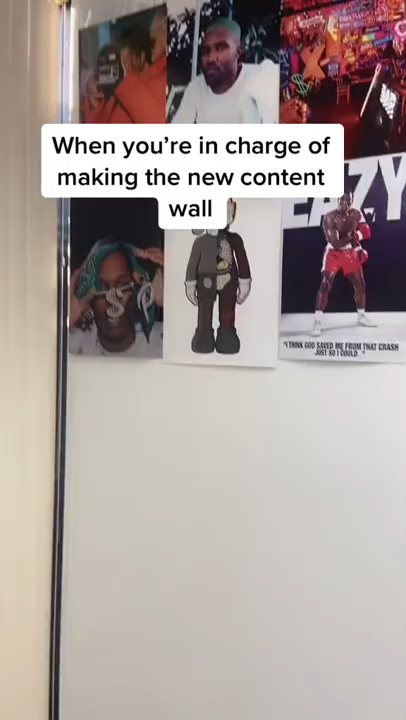 When you’re in charge of
making the new content
wall
EAZY
"I THINK GOD SAVED ME FROM THAT CRASH
JUST SO I COULD. "